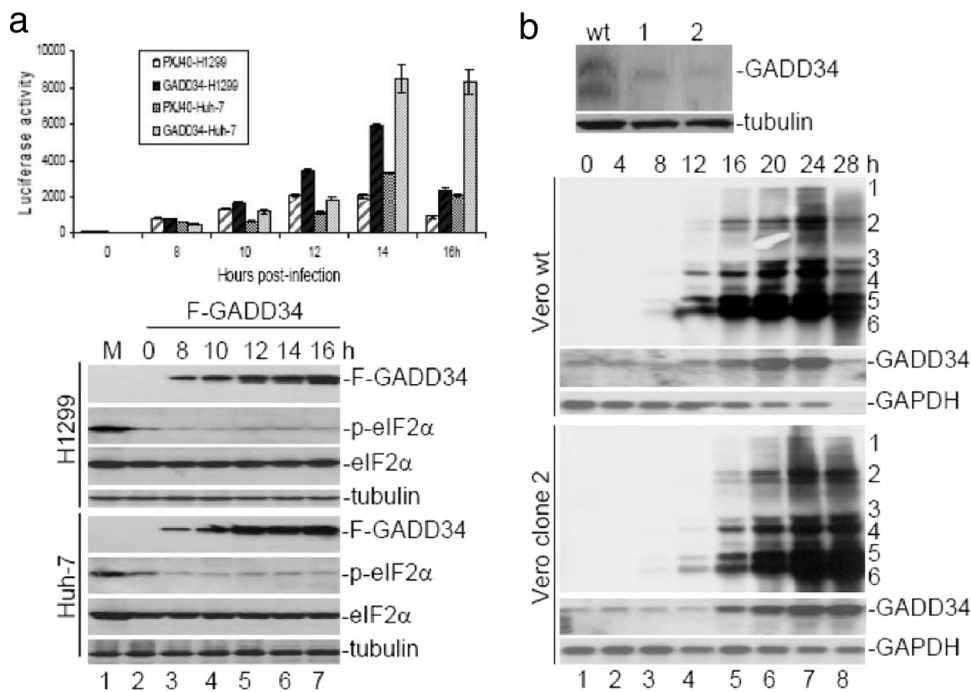 a
Luciferase activity
10000
8000
6000
4000
2000
0
PXJ40-H1299
GADD34-H1299
PXJ40-Huh-7
GADD34-Huh-7
0 8 10 12 14 16h
Hours post-infection
F-GADD34
M 0 8 10 12 14 16 h
H1299
-F-GADD34
-p-eIF2α
-eIF2α
-tubulin
Huh-7
-F-GADD34
-p-eIF2α
-eIF2α
-tubulin
1 2 3 4 5 6 7
b
wt 1 2
-GADD34
-tubulin
0 4 8 12 16 20 24 28 h
Vero wt
1
2
3
4
5
6
-GADD34
-GAPDH
Vero clone 2
1
2
3
4
5
6
-GADD34
-GAPDH
1 2 3 4 5 6 7 8